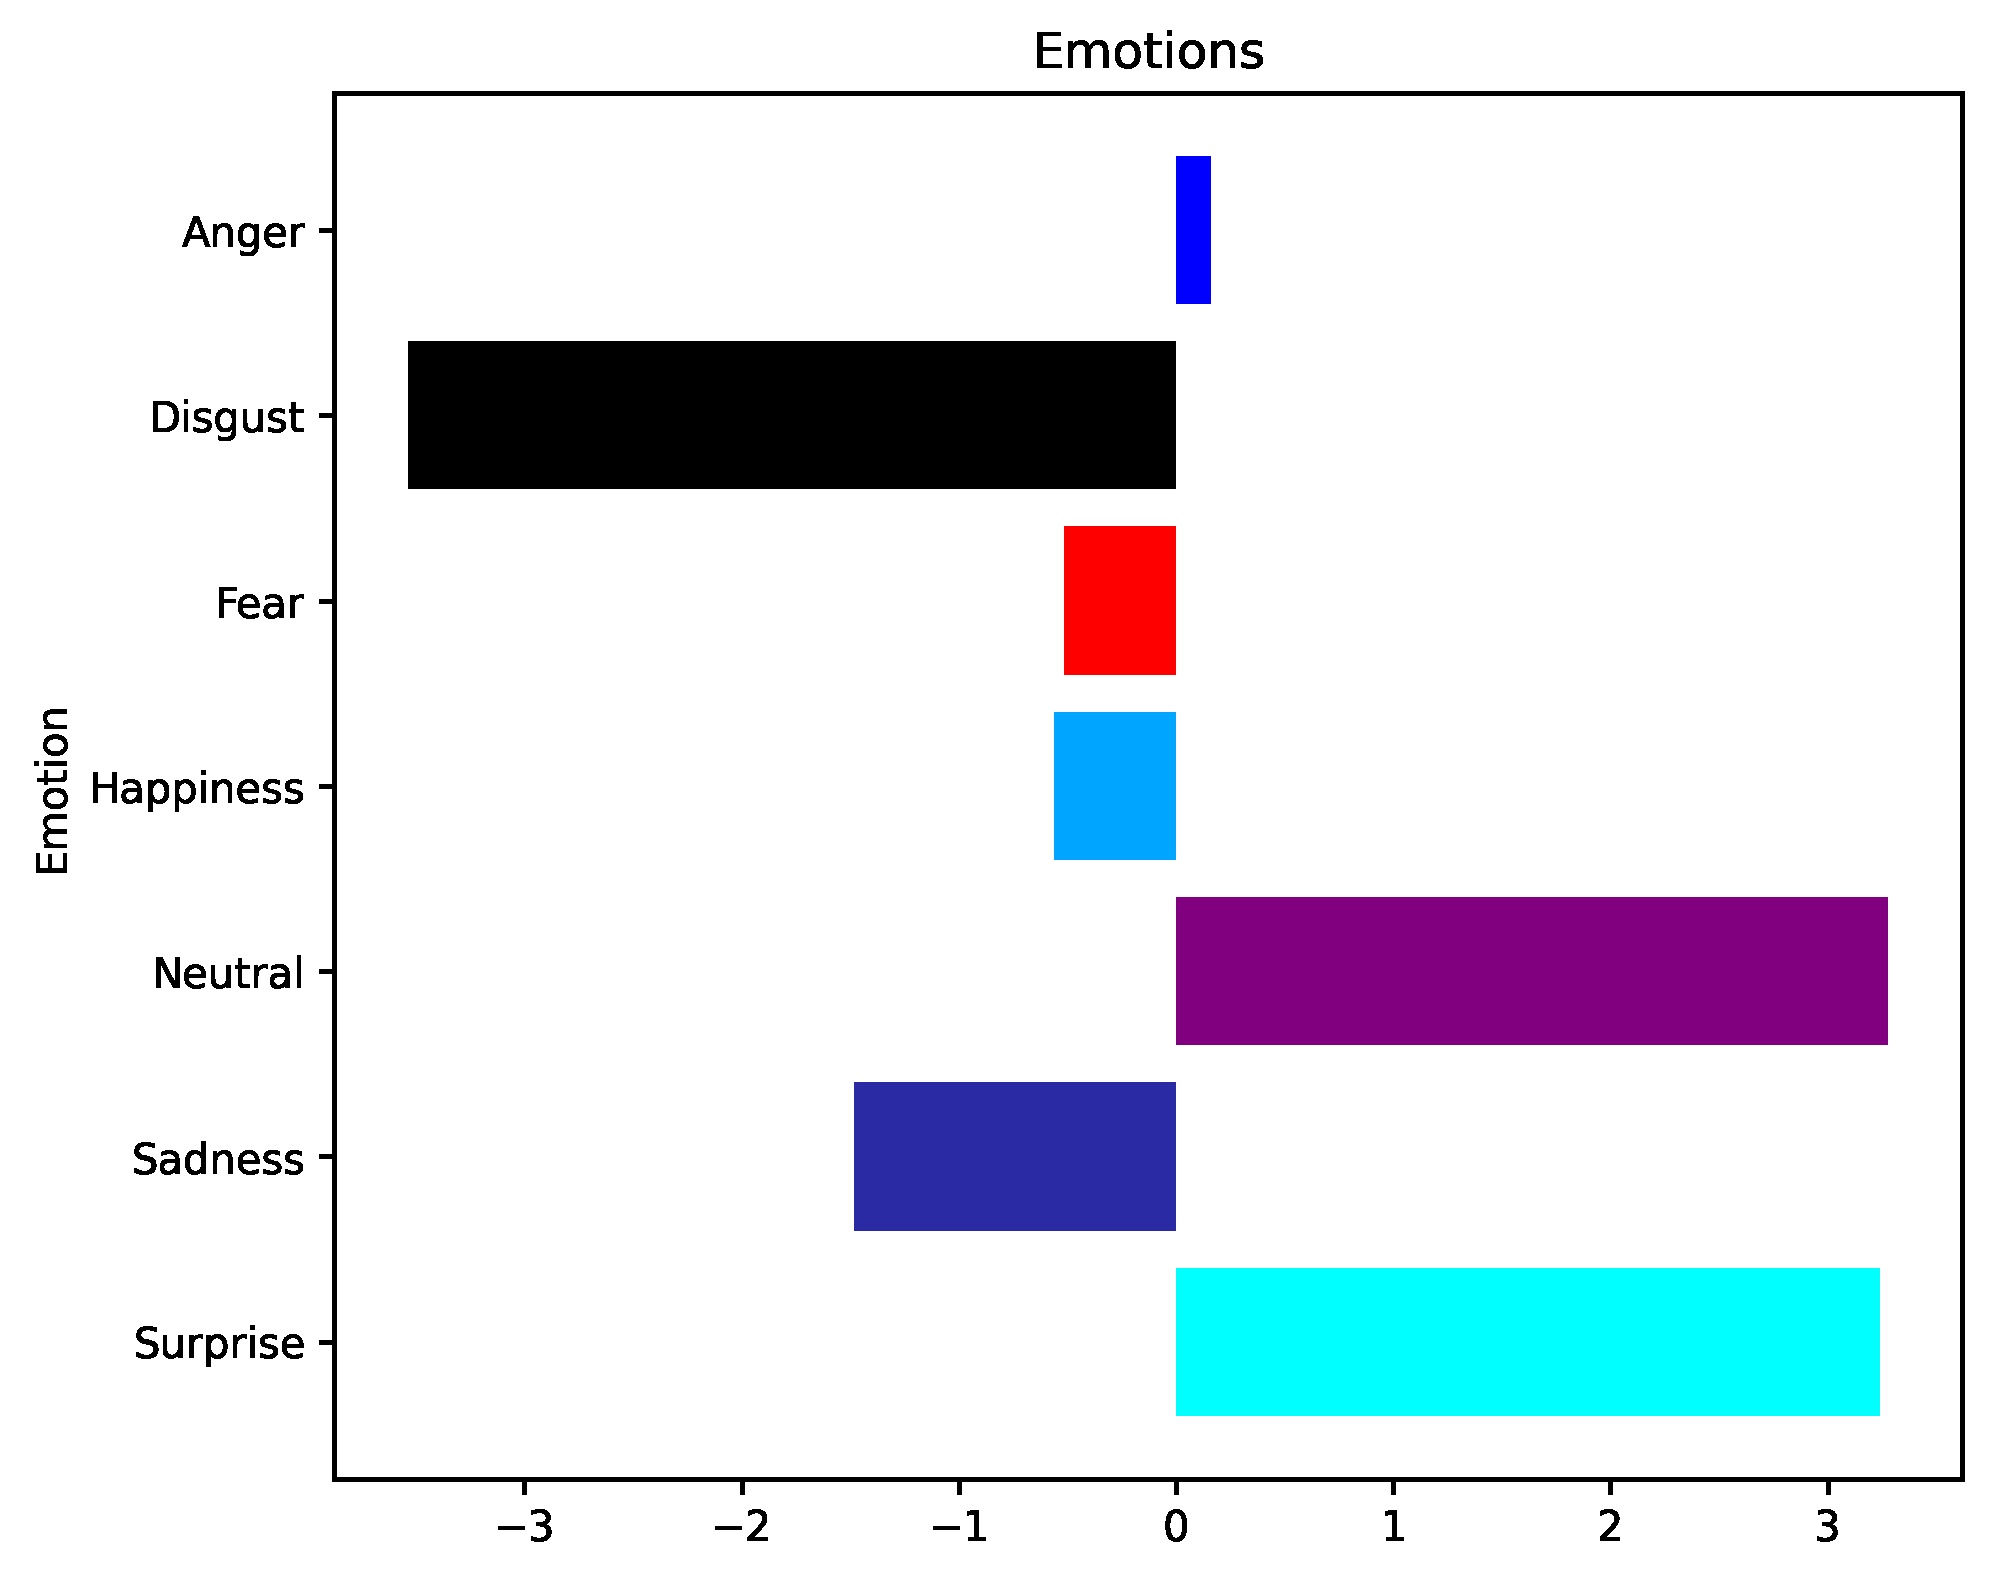 Emotions
Anger
Disgust
Fear
Happiness
Neutral
Sadness
Surprise
Emotion
−3 −2 −1 0 1 2 3